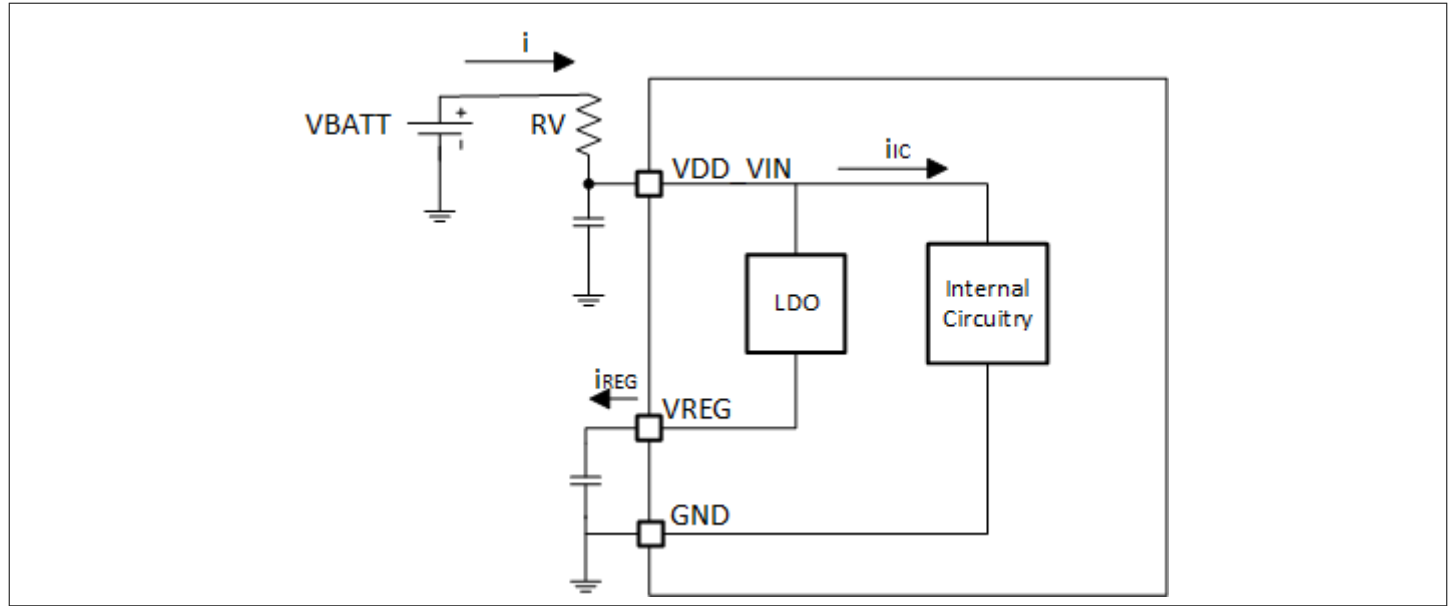 i
+
VBATT
RV
VDD_VIN
iIC
LDO
Internal
Circuitry
iREG
VREG
GND